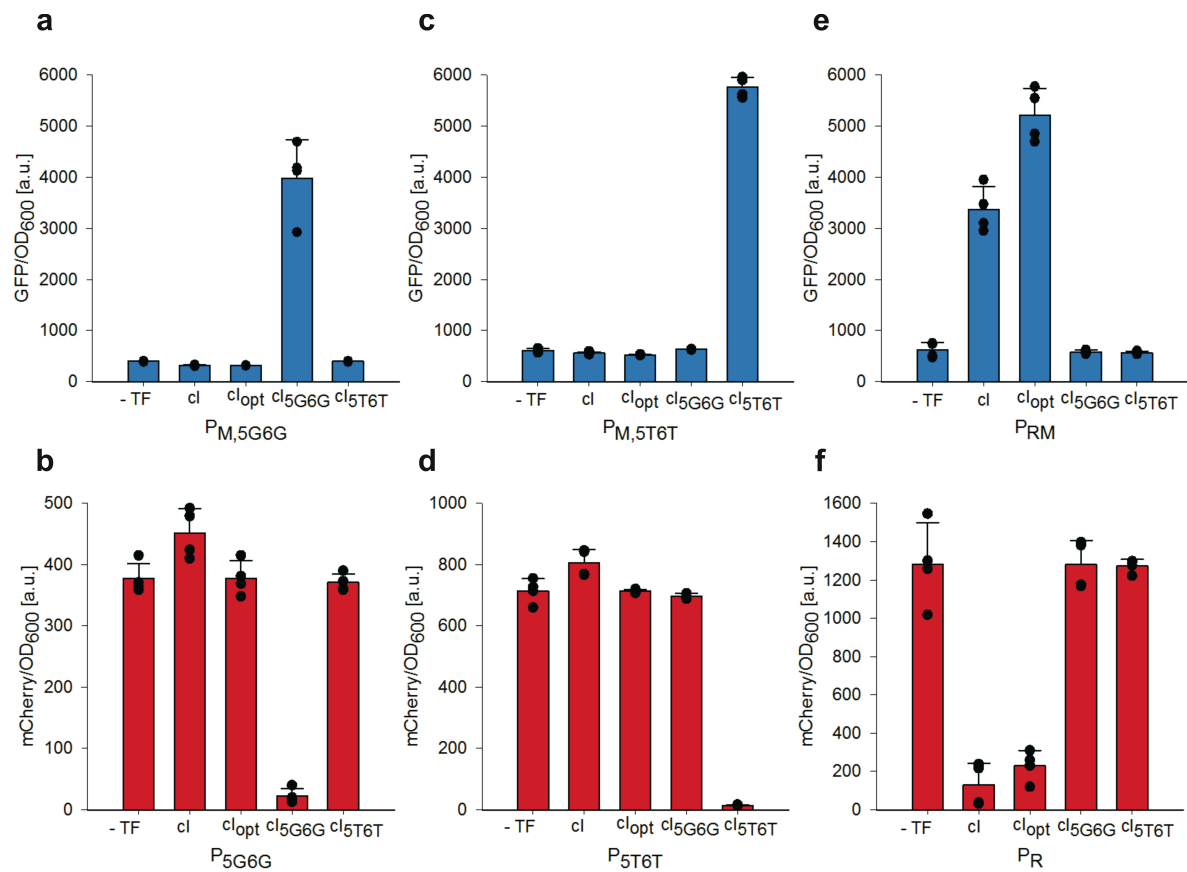 a
GFP/OD600 [a.u.]
6000
5000
4000
3000
2000
1000
0
- TF cI cIopt cI5G6G cI5T6T
PM,5G6G
c
GFP/OD600 [a.u.]
6000
5000
4000
3000
2000
1000
0
- TF cI cIopt cI5G6G cI5T6T
PM,5T6T
e
GFP/OD600 [a.u.]
6000
5000
4000
3000
2000
1000
0
- TF cI cIopt cI5G6G cI5T6T
PRM
b
mCherry/OD600 [a.u.]
500
400
300
200
100
0
- TF cI cIopt cI5G6G cI5T6T
P5G6G
d
mCherry/OD600 [a.u.]
1000
800
600
400
200
0
- TF cI cIopt cI5G6G cI5T6T
P5T6T
f
mCherry/OD600 [a.u.]
1600
1400
1200
1000
800
600
400
200
0
- TF cI cIopt cI5G6G cI5T6T
PR